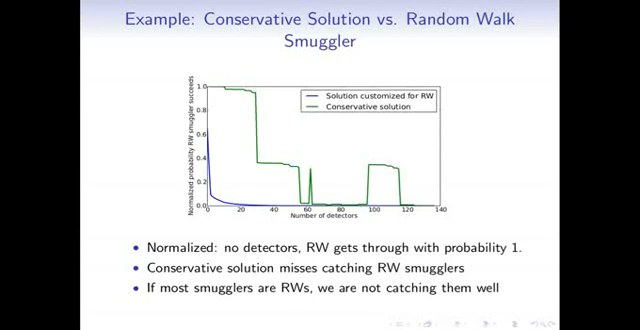 Example: Conservative Solution vs. Random Walk
Smuggler
Normalized probability RW smuggler succeeds
1.0
0.8
0.6
0.4
0.2
0.0
Solution customized for RW
Conservative solution
0 20 40 60 80 100 120 140
Number of detectors
• Normalized: no detectors, RW gets through with probability 1.
• Conservative solution misses catching RW smugglers
• If most smugglers are RWs, we are not catching them well